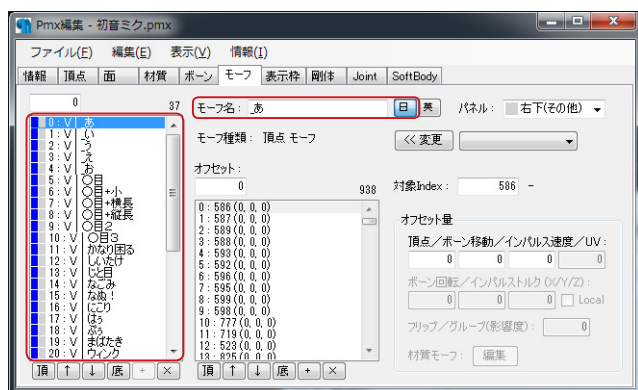 Pmx編集 - 初音ミク.pmx
ファイル(F) 編集(E) 表示(V) 情報(I)
情報 頂点 面 材質 ボーン モーフ 表示枠 剛体 Joint SoftBody
0 37
モーフ名: _あ 日 英 パネル: 右下(その他)
0 : V | _あ
1 : V | _い
2 : V | _う
3 : V | _え
4 : V | _お
5 : V | ○目
6 : V | ○目+小
7 : V | ○目+横長
8 : V | ○目+縦長
9 : V | ○目2
10 : V | ○目3
11 : V | かなり困る
12 : V | しいたけ
13 : V | じと目
14 : V | なごみ
15 : V | なぬ!
16 : V | にこり
17 : V | はぅ
18 : V | ぷぅ
19 : V | まばたき
20 : V | ウィンク
頂 ↑ ↓ 底 + ×
モーフ種類: 頂点 モーフ
<< 変更
オフセット:
0 938
0 : 586 (0, 0, 0)
1 : 587 (0, 0, 0)
2 : 589 (0, 0, 0)
3 : 588 (0, 0, 0)
4 : 593 (0, 0, 0)
5 : 592 (0, 0, 0)
6 : 596 (0, 0, 0)
7 : 595 (0, 0, 0)
8 : 599 (0, 0, 0)
9 : 598 (0, 0, 0)
10 : 777 (0, 0, 0)
11 : 719 (0, 0, 0)
12 : 523 (0, 0, 0)
13 : 825 (0, 0, 0)
頂 ↑ ↓ 底 + ×
対象Index: 586 -
オフセット量
頂点/ボーン移動/インパルス速度/UV:
0 0 0 0
ボーン回転/インパルストルク(X/Y/Z):
0 0 0 Local
フリップ/グループ(影響度): 0
材質モーフ: 編集